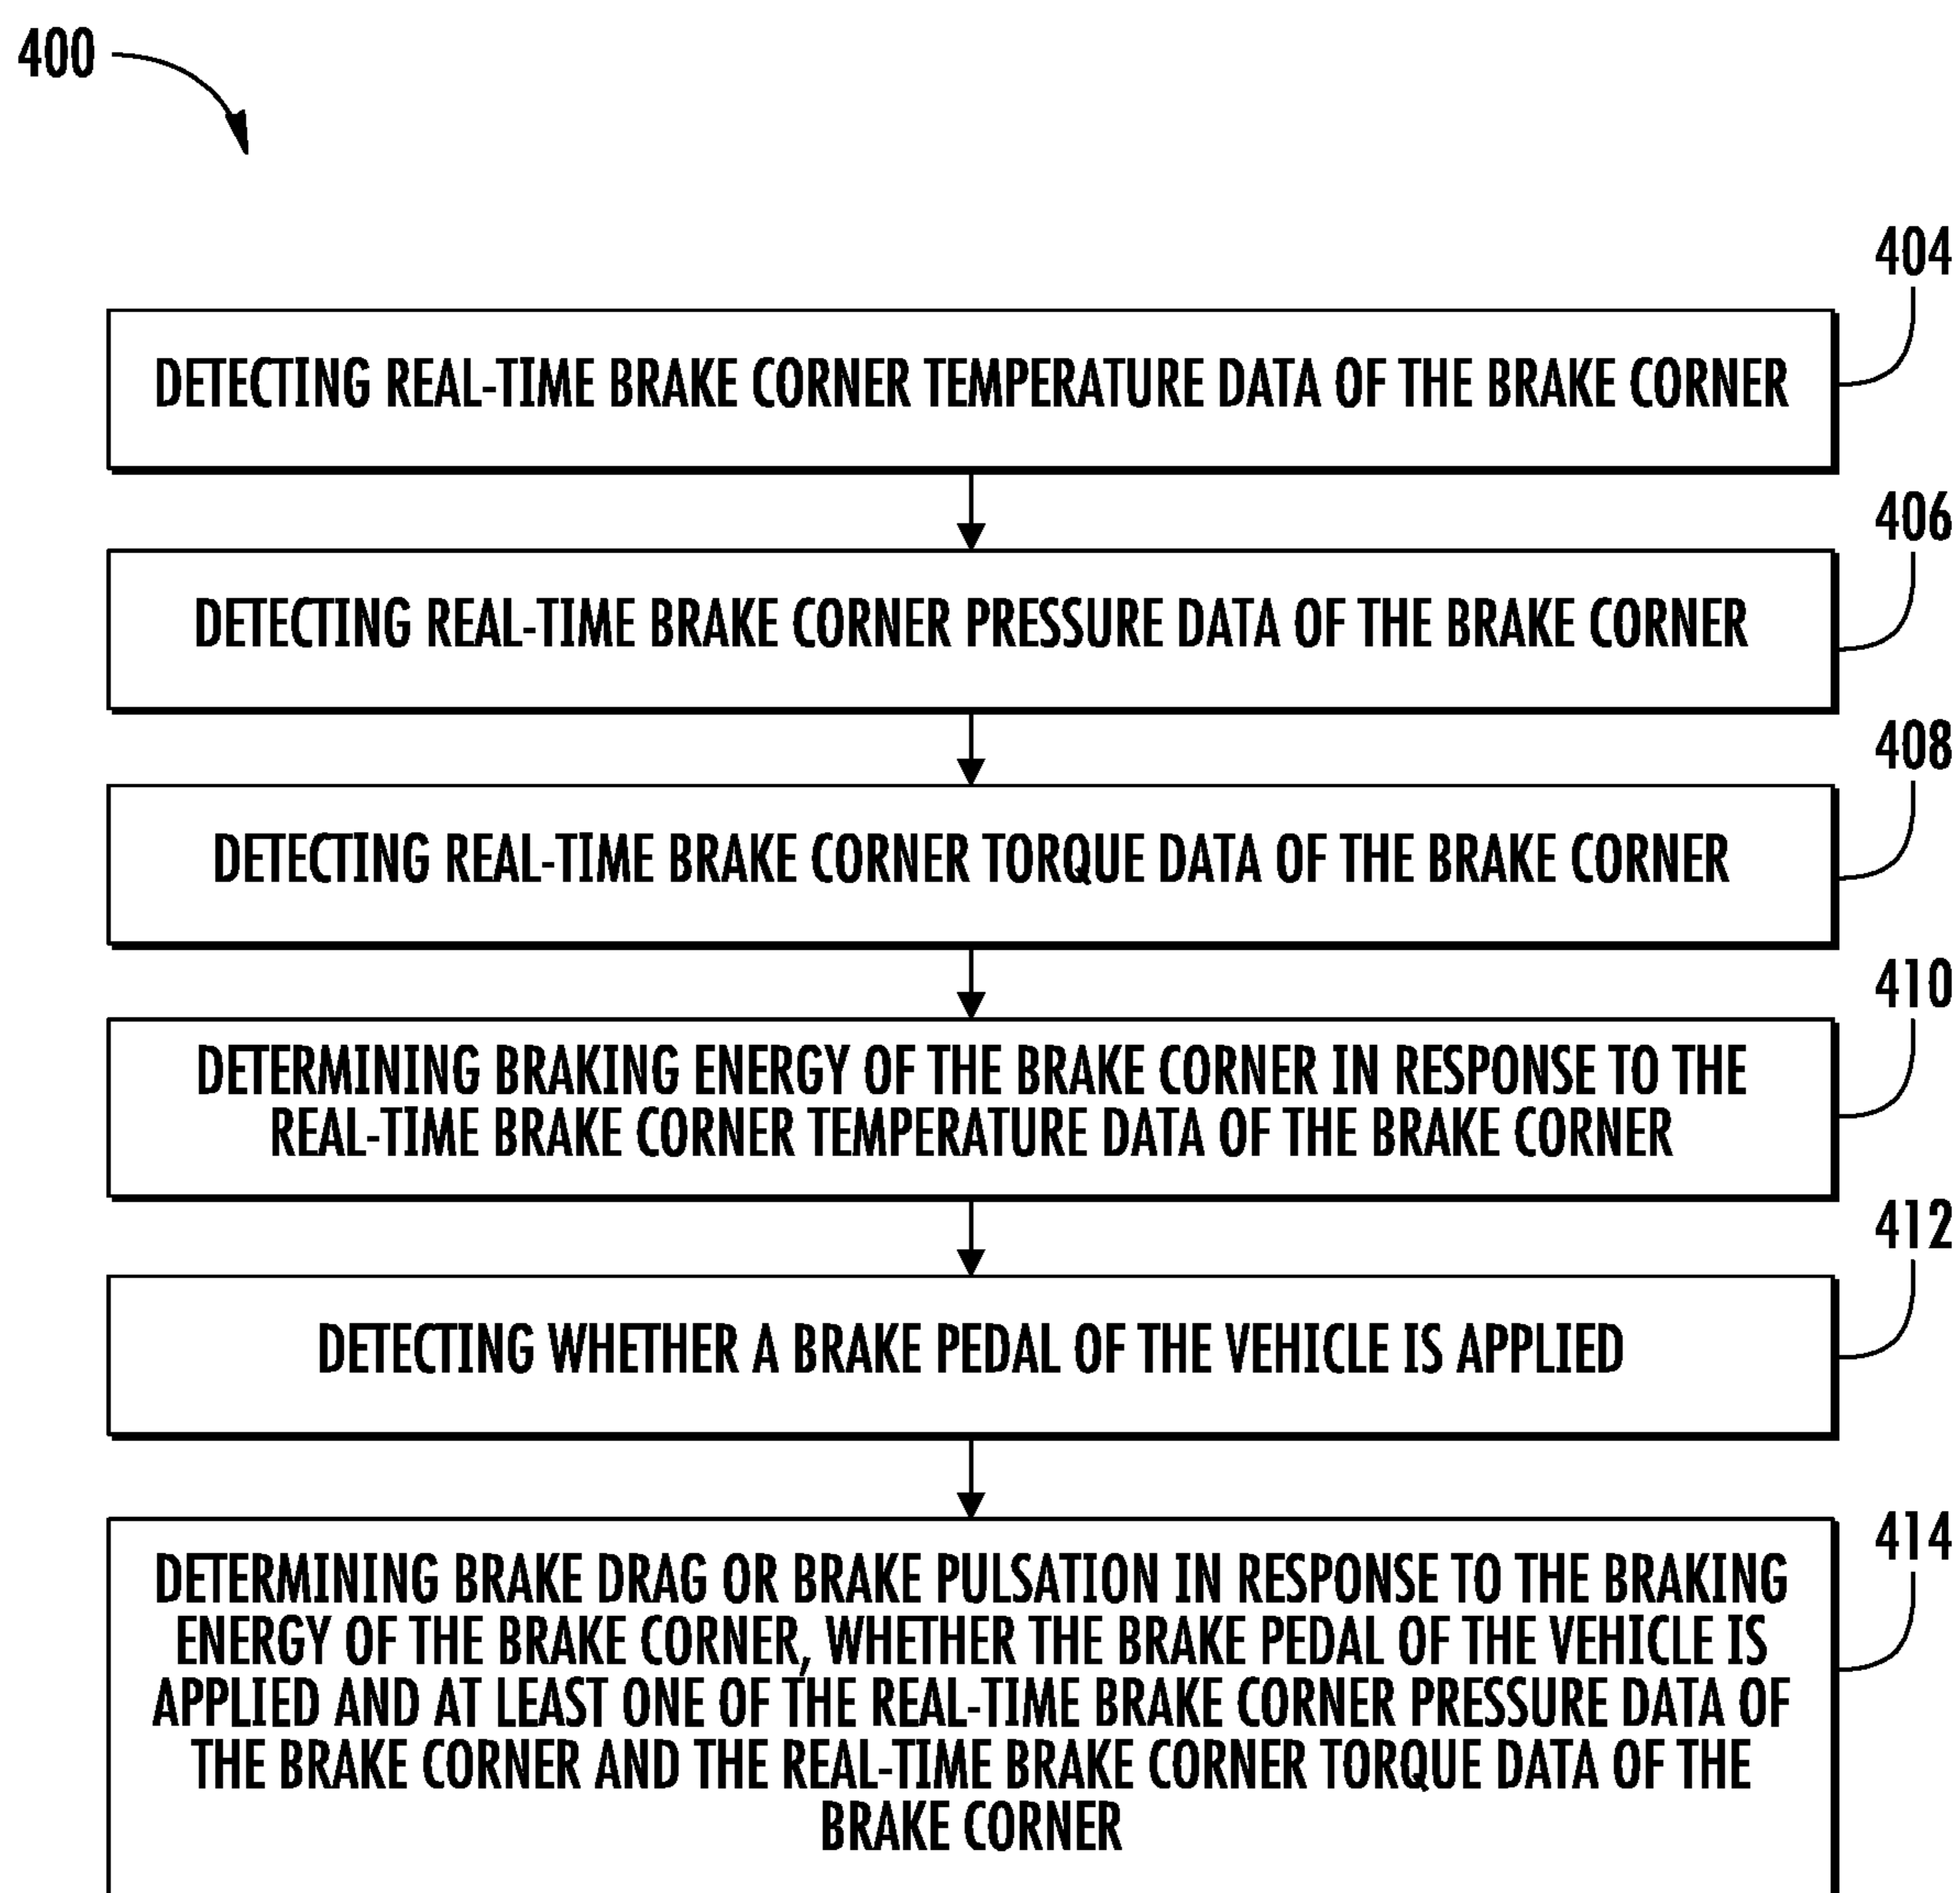 400
404
DETECTING REAL-TIME BRAKE CORNER TEMPERATURE DATA OF THE BRAKE CORNER
406
DETECTING REAL-TIME BRAKE CORNER PRESSURE DATA OF THE BRAKE CORNER
408
DETECTING REAL-TIME BRAKE CORNER TORQUE DATA OF THE BRAKE CORNER
410
DETERMINING BRAKING ENERGY OF THE BRAKE CORNER IN RESPONSE TO THE
REAL-TIME BRAKE CORNER TEMPERATURE DATA OF THE BRAKE CORNER
412
DETECTING WHETHER A BRAKE PEDAL OF THE VEHICLE IS APPLIED
414
DETERMINING BRAKE DRAG OR BRAKE PULSATION IN RESPONSE TO THE BRAKING
ENERGY OF THE BRAKE CORNER, WHETHER THE BRAKE PEDAL OF THE VEHICLE IS
APPLIED AND AT LEAST ONE OF THE REAL-TIME BRAKE CORNER PRESSURE DATA OF
THE BRAKE CORNER AND THE REAL-TIME BRAKE CORNER TORQUE DATA OF THE
BRAKE CORNER